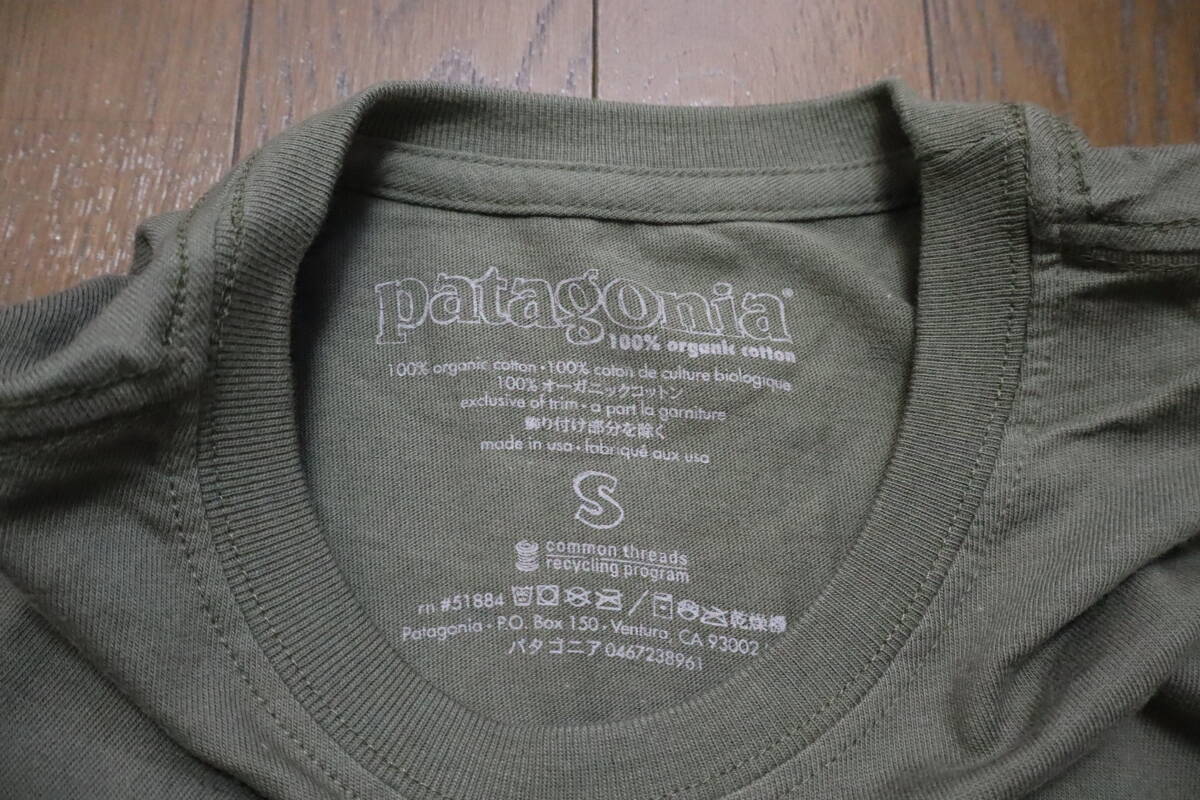 patagonia®
100% organic cotton
100% organic cotton · 100% coton de culture biologique
100% オーガニックコットン
exclusive of trim · a part la garniture
飾り付け部分を除く
made in usa · fabriqué aux usa
S
common threads
recycling program
rn #51884 / 乾燥機
Patagonia · P.O. Box 150 · Ventura, CA 93002
パタゴニア 0467238961